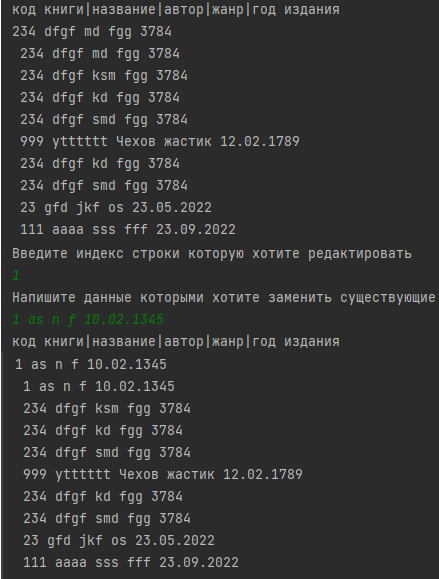 код книги|название|автор|жанр|год издания
234 dfgf md fgg 3784
234 dfgf md fgg 3784
234 dfgf ksm fgg 3784
234 dfgf kd fgg 3784
234 dfgf smd fgg 3784
999 ytttttt Чехов жастик 12.02.1789
234 dfgf kd fgg 3784
234 dfgf smd fgg 3784
23 gfd jkf os 23.05.2022
111 aaaa sss fff 23.09.2022
Введите индекс строки которую хотите редактировать
1
Напишите данные которыми хотите заменить существующие
1 as n f 10.02.1345
код книги|название|автор|жанр|год издания
1 as n f 10.02.1345
1 as n f 10.02.1345
234 dfgf ksm fgg 3784
234 dfgf kd fgg 3784
234 dfgf smd fgg 3784
999 ytttttt Чехов жастик 12.02.1789
234 dfgf kd fgg 3784
234 dfgf smd fgg 3784
23 gfd jkf os 23.05.2022
111 aaaa sss fff 23.09.2022